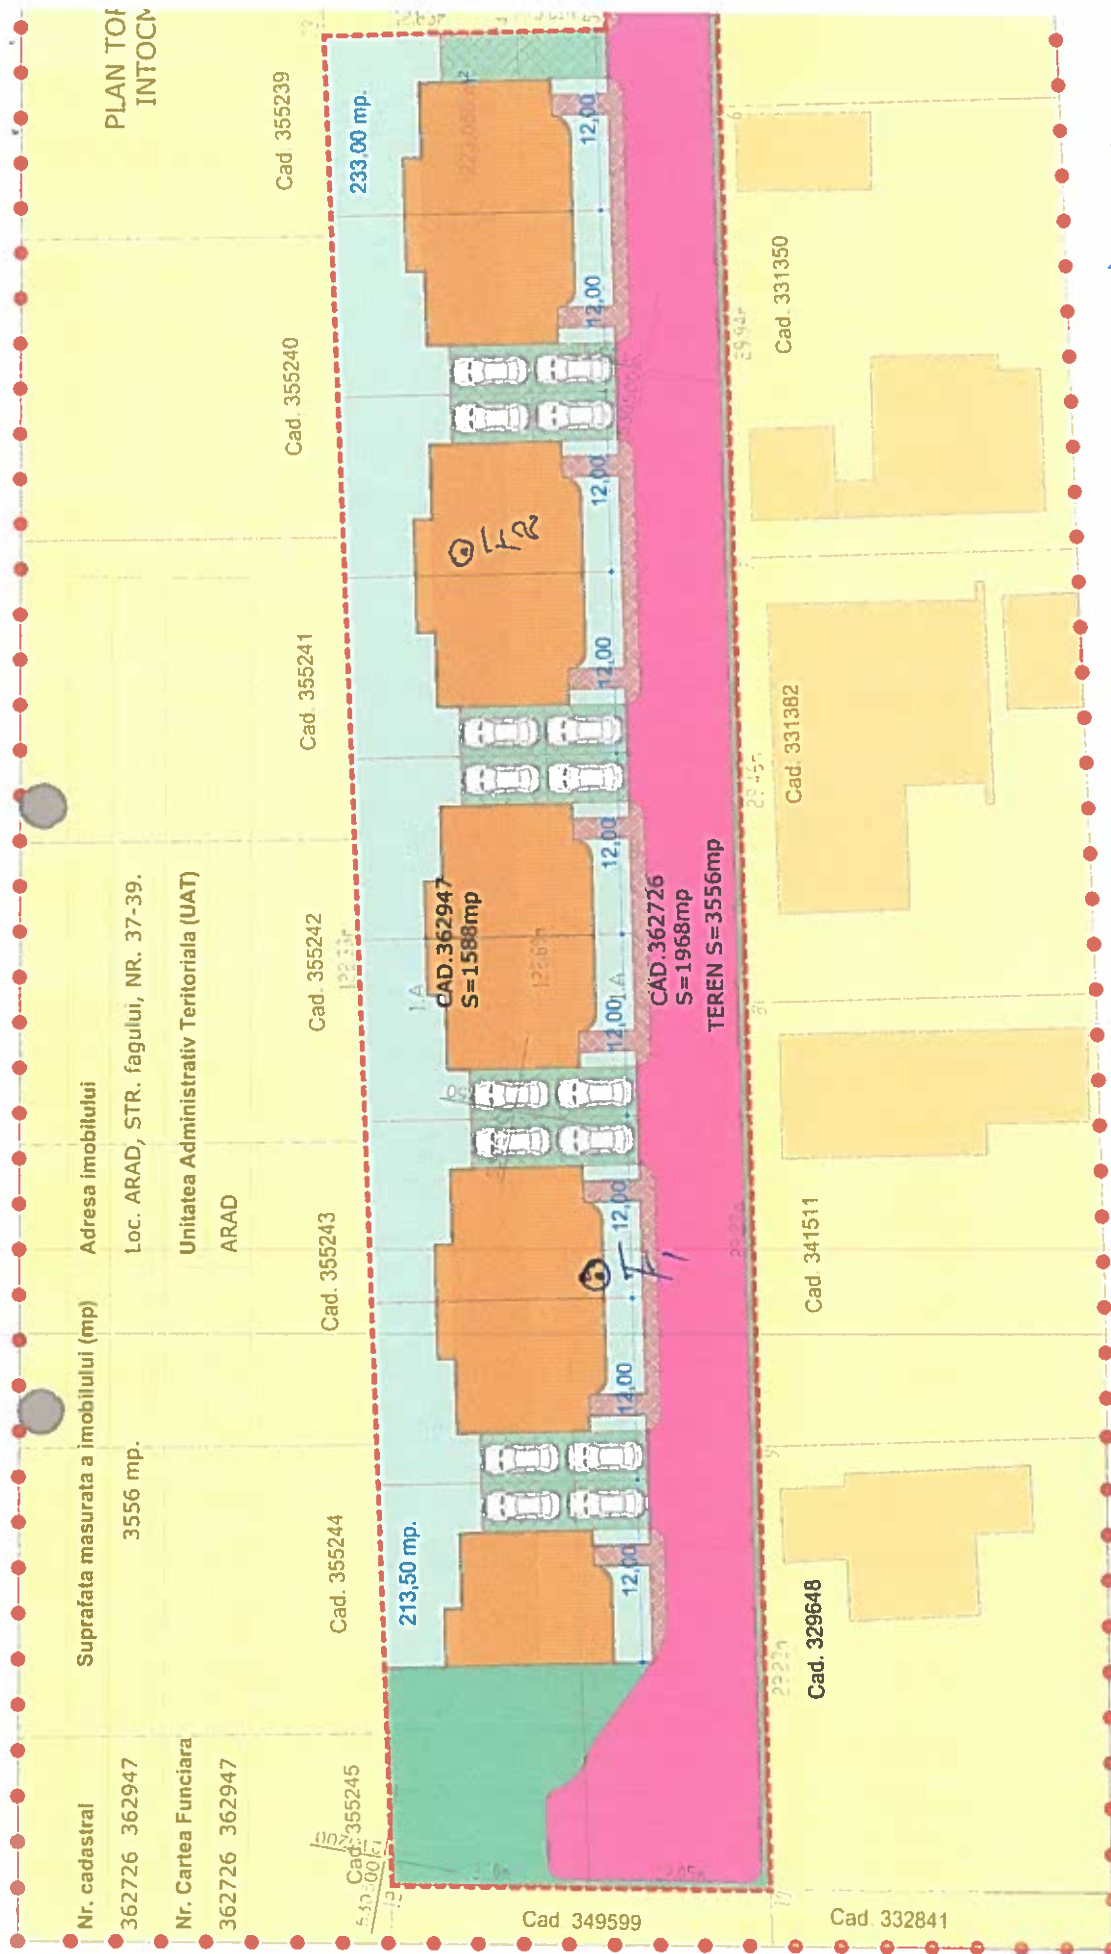 PLAN TO
INTOCM
Nr. cadastral
Suprafata masurata a imobilului (mp)
Adresa imobilului
362726 362947
3556 mp.
Loc. ARAD, STR. fagului, NR. 37-39.
Nr. Cartea Funciara
Unitatea Administrativ Teritoriala (UAT)
362726 362947
ARAD
Cad. 355245
Cad. 355244
Cad. 355243
Cad. 355242
Cad. 355241
Cad. 355240
Cad. 355239
213,50 mp.
233,00 mp.
1A
CAD.362947
S=1588mp
F2
F1
12,00
12,00
12,00
12,00
12,00
12,00
12,00
12,00
12,00
CAD.362726
S=1968mp
TEREN S=3556mp
Cad. 329648
Cad. 341511
Cad. 331382
Cad. 331350
Cad. 349599
Cad. 332841